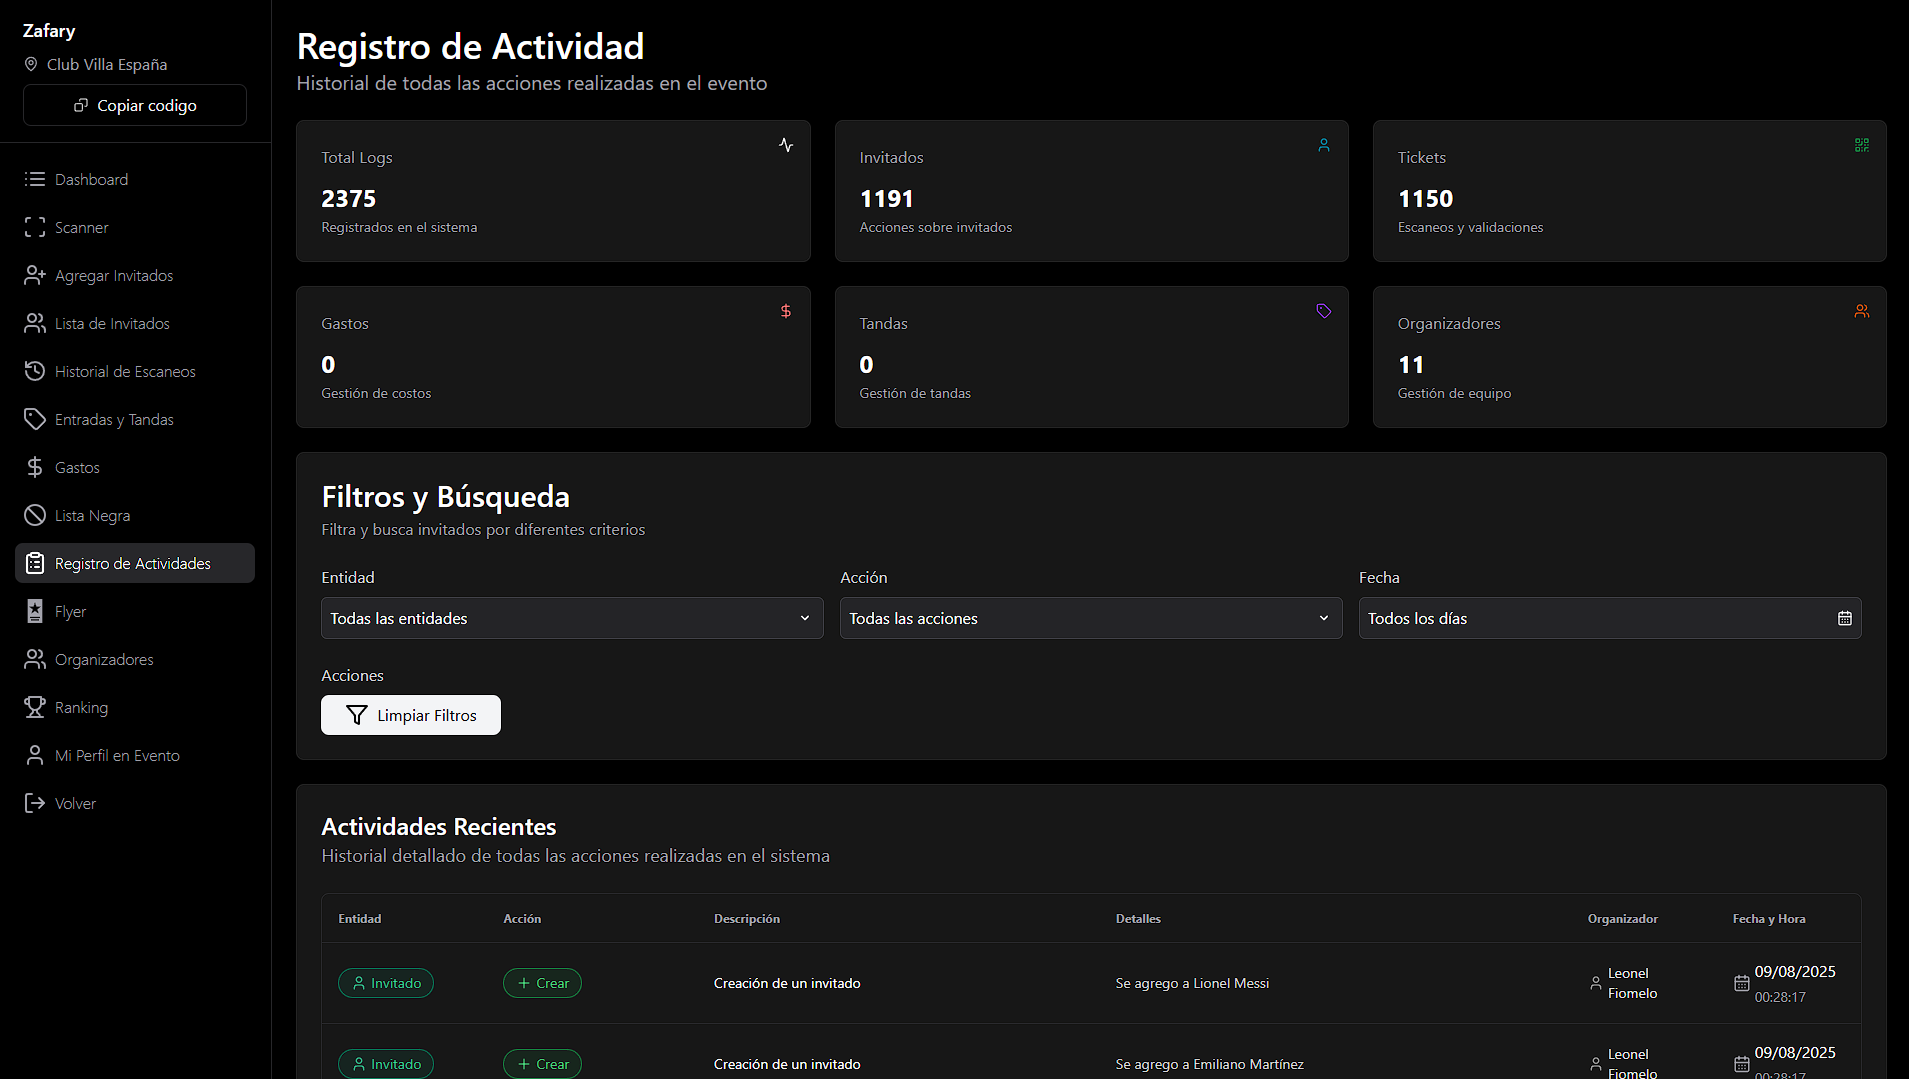 Zafary
Club Villa España
Copiar codigo
Dashboard
Scanner
Agregar Invitados
Lista de Invitados
Historial de Escaneos
Entradas y Tandas
Gastos
Lista Negra
Registro de Actividades
Flyer
Organizadores
Ranking
Mi Perfil en Evento
Volver
Registro de Actividad
Historial de todas las acciones realizadas en el evento
Total Logs
2375
Registrados en el sistema
Invitados
1191
Acciones sobre invitados
Tickets
1150
Escaneos y validaciones
Gastos
0
Gestión de costos
Tandas
0
Gestión de tandas
Organizadores
11
Gestión de equipo
Filtros y Búsqueda
Filtra y busca invitados por diferentes criterios
Entidad
Todas las entidades
Acción
Todas las acciones
Fecha
Todos los días
Acciones
Limpiar Filtros
Actividades Recientes
Historial detallado de todas las acciones realizadas en el sistema
Entidad Acción Descripción Detalles Organizador Fecha y Hora
Invitado Crear Creación de un invitado Se agrego a Lionel Messi Leonel Fiomelo 09/08/2025 00:28:17
Invitado Crear Creación de un invitado Se agrego a Emiliano Martínez Leonel Fiomelo 09/08/2025 00:28:17